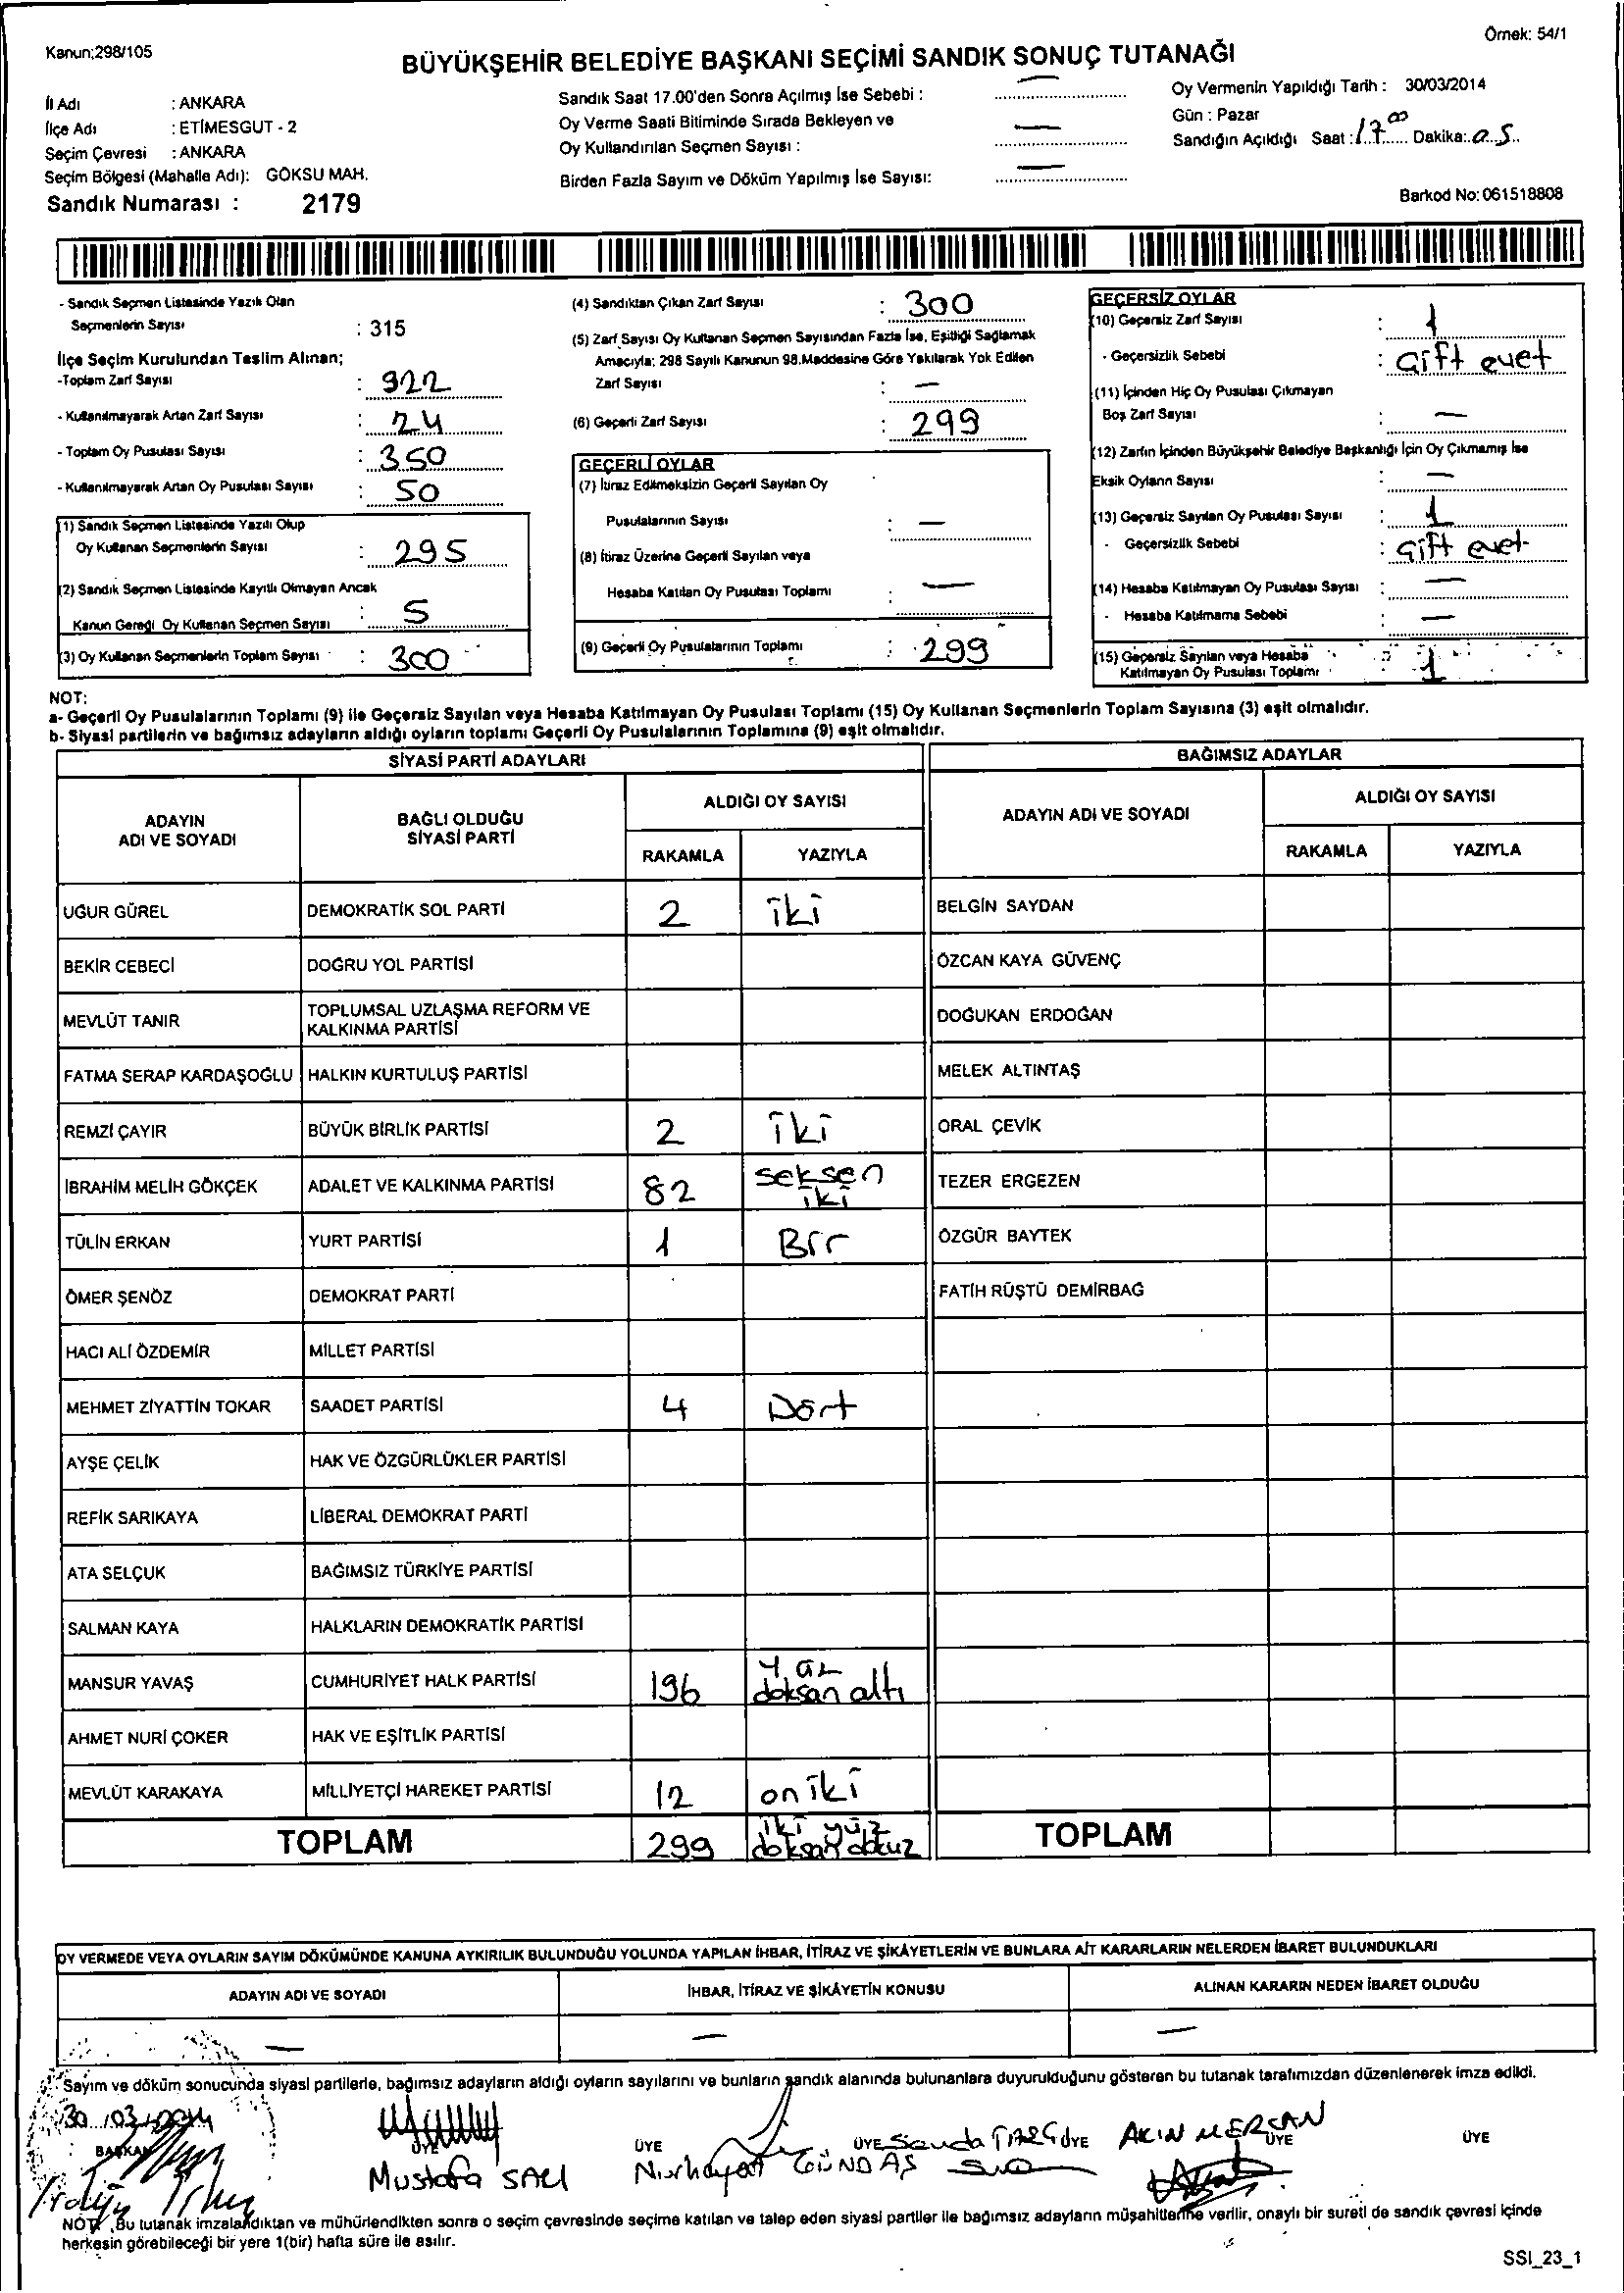 Kanun;298/105
Örnek: 54/1
BÜYÜKŞEHİR BELEDİYE BAŞKANI SEÇİMİ SANDIK SONUÇ TUTANAĞI
İl Adı : ANKARA
İlçe Adı : ETİMESGUT - 2
Seçim Çevresi : ANKARA
Seçim Bölgesi (Mahalle Adı): GÖKSU MAH.
Sandık Numarası : 2179
Sandık Saat 17.00'den Sonra Açılmış İse Sebebi : —
Oy Verme Saati Bitiminde Sırada Bekleyen ve
Oy Kullandırılan Seçmen Sayısı : —
Birden Fazla Sayım ve Döküm Yapılmış İse Sayısı: —
Oy Vermenin Yapıldığı Tarih : 30/03/2014
Gün : Pazar
Sandığın Açıldığı Saat : 17 00 Dakika:
Barkod No: 061518808
- Sandık Seçmen Listesinde Yazılı Olan
Seçmenlerin Sayısı : 315
İlçe Seçim Kurulundan Teslim Alınan;
-Toplam Zarf Sayısı : 322
- Kullanılmayarak Artan Zarf Sayısı : 24
- Toplam Oy Pusulası Sayısı : 350
- Kullanılmayarak Artan Oy Pusulası Sayısı : 50
(1) Sandık Seçmen Listesinde Yazılı Olup
Oy Kullanan Seçmenlerin Sayısı : 295
(2) Sandık Seçmen Listesinde Kayıtlı Olmayan Ancak
Kanun Gereği Oy Kullanan Seçmen Sayısı : 5
(3) Oy Kullanan Seçmenlerin Toplam Sayısı : 300
(4) Sandıktan Çıkan Zarf Sayısı : 300
(5) Zarf Sayısı Oy Kullanan Seçmen Sayısından Fazla İse, Eşitliği Sağlamak
Amacıyla; 298 Sayılı Kanunun 98.Maddesine Göre Yakılarak Yok Edilen
Zarf Sayısı : —
(6) Geçerli Zarf Sayısı : 299
GEÇERLİ OYLAR
(7) İtiraz Edilmeksizin Geçerli Sayılan Oy
Pusulalarının Sayısı : —
(8) İtiraz Üzerine Geçerli Sayılan veya
Hesaba Katılan Oy Pusulası Toplamı : —
(9) Geçerli Oy Pusulalarının Toplamı : 299
GEÇERSİZ OYLAR
(10) Geçersiz Zarf Sayısı : 1
- Geçersizlik Sebebi : Çift evet
(11) İçinden Hiç Oy Pusulası Çıkmayan
Boş Zarf Sayısı : —
(12) Zarfın İçinden Büyükşehir Belediye Başkanlığı İçin Oy Çıkmamış İse
Eksik Oyların Sayısı : —
(13) Geçersiz Sayılan Oy Pusulası Sayısı : 1
- Geçersizlik Sebebi : Çift evet
(14) Hesaba Katılmayan Oy Pusulası Sayısı : —
- Hesaba Katılmama Sebebi : —
(15) Geçersiz Sayılan veya Hesaba
Katılmayan Oy Pusulası Toplamı : 1
NOT:
a- Geçerli Oy Pusulalarının Toplamı (9) ile Geçersiz Sayılan veya Hesaba Katılmayan Oy Pusulası Toplamı (15) Oy Kullanan Seçmenlerin Toplam Sayısına (3) eşit olmalıdır.
b- Siyasi partilerin ve bağımsız adayların aldığı oyların toplamı Geçerli Oy Pusulalarının Toplamına (9) eşit olmalıdır.
SİYASİ PARTİ ADAYLARI BAĞIMSIZ ADAYLAR
ADAYIN ADI VE SOYADI BAĞLI OLDUĞU SİYASİ PARTİ ALDIĞI OY SAYISI ADAYIN ADI VE SOYADI ALDIĞI OY SAYISI
RAKAMLA YAZIYLA RAKAMLA YAZIYLA
UĞUR GÜREL DEMOKRATİK SOL PARTİ 2 iki BELGİN SAYDAN
BEKİR CEBECİ DOĞRU YOL PARTİSİ ÖZCAN KAYA GÜVENÇ
MEVLÜT TANIR TOPLUMSAL UZLAŞMA REFORM VE KALKINMA PARTİSİ DOĞUKAN ERDOĞAN
FATMA SERAP KARDAŞOĞLU HALKIN KURTULUŞ PARTİSİ MELEK ALTINTAŞ
REMZİ ÇAYIR BÜYÜK BİRLİK PARTİSİ 2 iki ORAL ÇEVİK
İBRAHİM MELİH GÖKÇEK ADALET VE KALKINMA PARTİSİ 82 seksen iki TEZER ERGEZEN
TÜLİN ERKAN YURT PARTİSİ 1 Bir ÖZGÜR BAYTEK
ÖMER ŞENÖZ DEMOKRAT PARTİ FATİH RÜŞTÜ DEMİRBAĞ
HACI ALİ ÖZDEMİR MİLLET PARTİSİ
MEHMET ZİYATTİN TOKAR SAADET PARTİSİ 4 Dört
AYŞE ÇELİK HAK VE ÖZGÜRLÜKLER PARTİSİ
REFİK SARIKAYA LİBERAL DEMOKRAT PARTİ
ATA SELÇUK BAĞIMSIZ TÜRKİYE PARTİSİ
SALMAN KAYA HALKLARIN DEMOKRATİK PARTİSİ
MANSUR YAVAŞ CUMHURİYET HALK PARTİSİ 196 yüz doksan altı
AHMET NURİ ÇOKER HAK VE EŞİTLİK PARTİSİ
MEVLÜT KARAKAYA MİLLİYETÇİ HAREKET PARTİSİ 12 on iki
TOPLAM 299 iki yüz doksan dokuz TOPLAM
OY VERMEDE VEYA OYLARIN SAYIM DÖKÜMÜNDE KANUNA AYKIRILIK BULUNDUĞU YOLUNDA YAPILAN İHBAR, İTİRAZ VE ŞİKÂYETLERİN VE BUNLARA AİT KARARLARIN NELERDEN İBARET BULUNDUKLARI
ADAYIN ADI VE SOYADI İHBAR, İTİRAZ VE ŞİKÂYETİN KONUSU ALINAN KARARIN NEDEN İBARET OLDUĞU
— — —
Sayım ve döküm sonucunda siyasi partilerle, bağımsız adayların aldığı oyların sayılarını ve bunların sandık alanında bulunanlara duyurulduğunu gösteren bu tutanak tarafımızdan düzenlenerek imza edildi.
30/03/2014
BAŞKAN ÜYE ÜYE ÜYE ÜYE ÜYE ÜYE
Mustafa SALI Nurhayat GÜNDAŞ Sevda AKIN MERCAN
NOT: Bu tutanak imzalandıktan ve mühürlendikten sonra o seçim çevresinde seçime katılan ve talep eden siyasi partiler ile bağımsız adayların müşahitlerine verilir, onaylı bir sureti de sandık çevresi içinde
herkesin görebileceği bir yere 1(bir) hafta süre ile asılır.
SSI_23_1